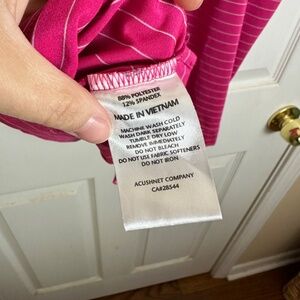 88% POLYESTER
12% SPANDEX
MADE IN VIETNAM
MACHINE WASH COLD
WASH DARK SEPARATELY
TUMBLE DRY LOW
REMOVE IMMEDIATELY
DO NOT BLEACH
DO NOT USE FABRIC SOFTENERS
DO NOT IRON
ACUSHNET COMPANY
CA#28544